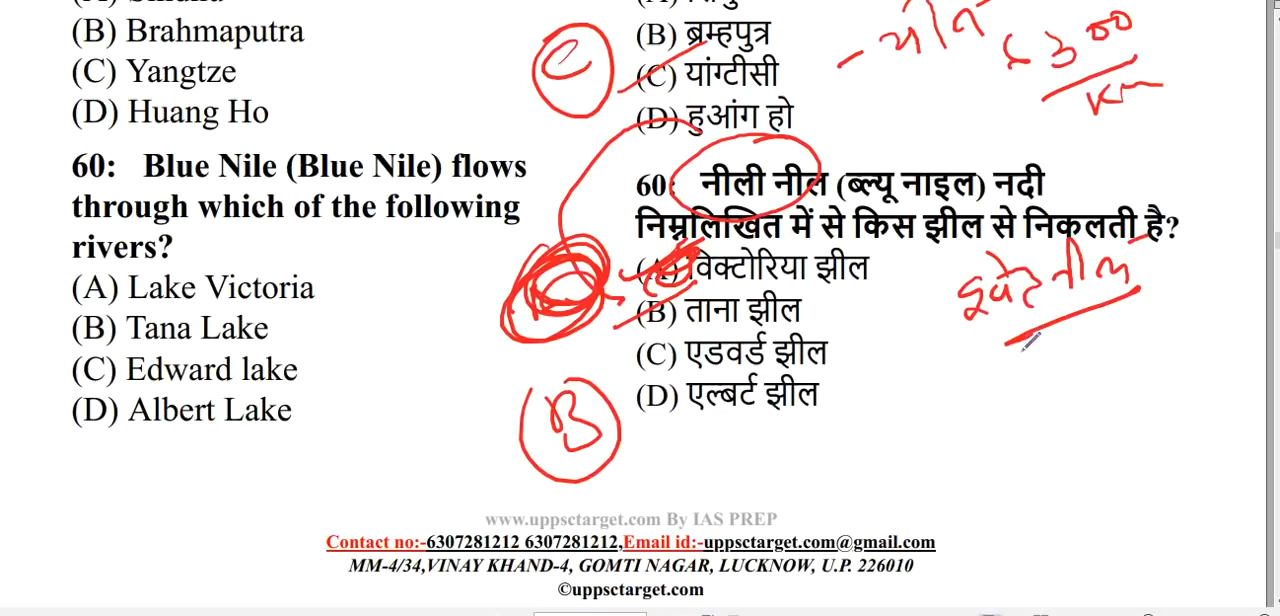 (B) Brahmaputra
(C) Yangtze
(D) Huang Ho
60: Blue Nile (Blue Nile) flows
through which of the following
rivers?
(A) Lake Victoria
(B) Tana Lake
(C) Edward lake
(D) Albert Lake
C
B
(B) ब्रम्हपुत्र
(C) यांग्टीसी
(D) हुआंग हो
60: नीली नील (ब्ल्यू नाइल) नदी
निम्नलिखित में से किस झील से निकलती है?
(A) विक्टोरिया झील
(B) ताना झील
(C) एडवर्ड झील
(D) एल्बर्ट झील
6300
km
श्वेत नील
www.uppsctarget.com By IAS PREP
Contact no:-6307281212 6307281212,Email id:-uppsctarget.com@gmail.com
MM-4/34,VINAY KHAND-4, GOMTI NAGAR, LUCKNOW, U.P. 226010
©uppsctarget.com